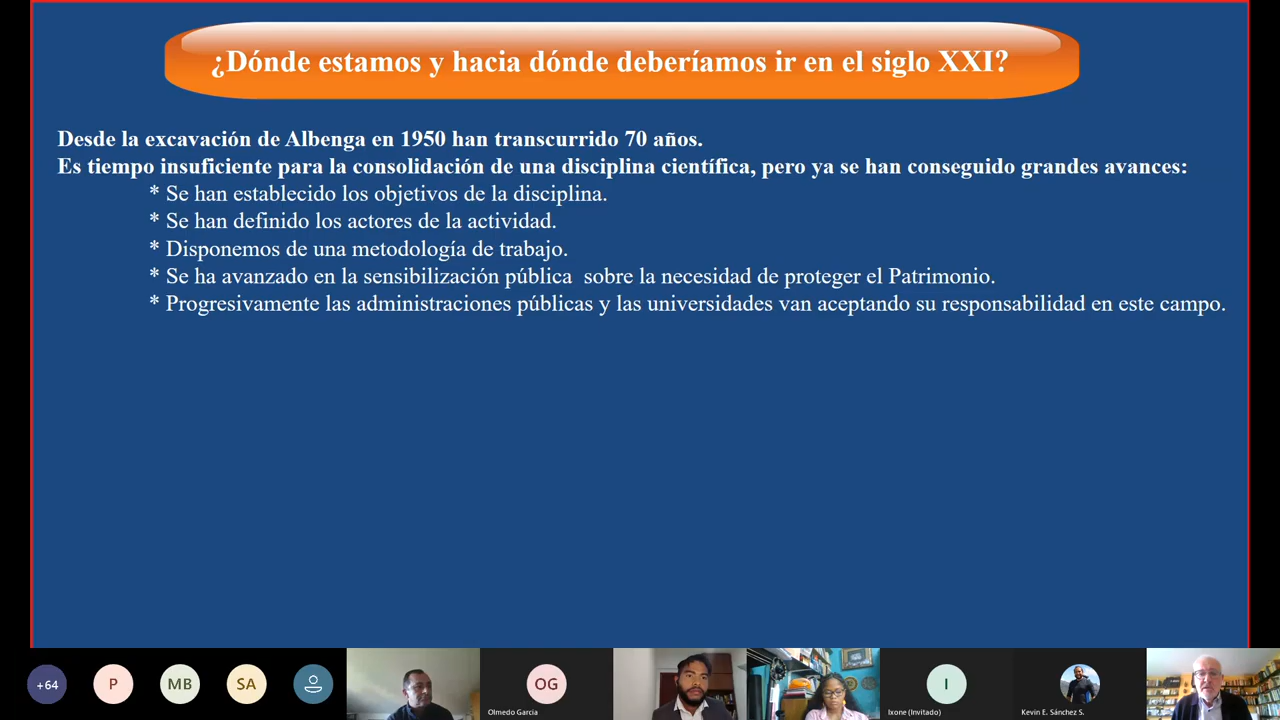 ¿Dónde estamos y hacia dónde deberíamos ir en el siglo XXI?
Desde la excavación de Albenga en 1950 han transcurrido 70 años.
Es tiempo insuficiente para la consolidación de una disciplina científica, pero ya se han conseguido grandes avances:
* Se han establecido los objetivos de la disciplina.
* Se han definido los actores de la actividad.
* Disponemos de una metodología de trabajo.
* Se ha avanzado en la sensibilización pública sobre la necesidad de proteger el Patrimonio.
* Progresivamente las administraciones públicas y las universidades van aceptando su responsabilidad en este campo.
+64
P
MB
SA
OG
Olmedo Garcia
I
Ixone (Invitado)
Kevin E. Sánchez S.